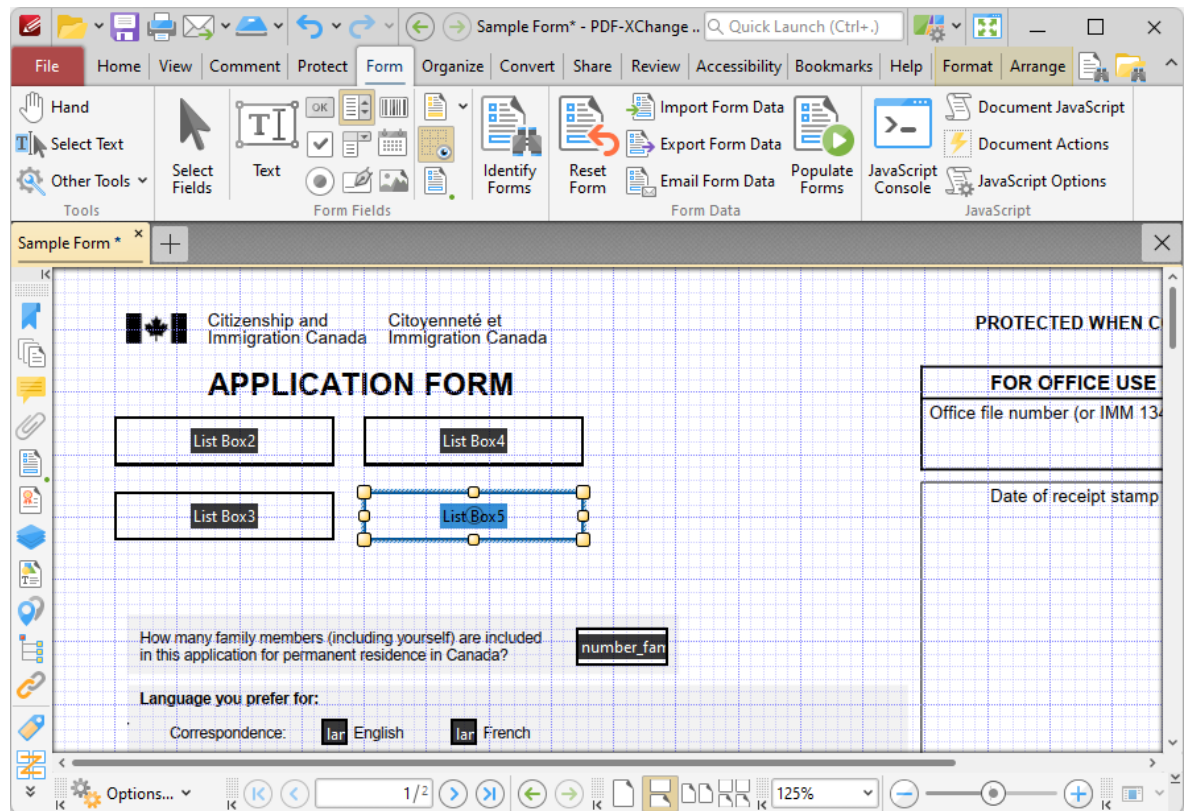 Sample Form* - PDF-XChange .. Quick Launch (Ctrl+.)
File Home View Comment Protect Form Organize Convert Share Review Accessibility Bookmarks Help Format Arrange
Hand
Select Text
Other Tools
Tools
Select Fields
Text
OK
Form Fields
Identify Forms
Reset Form
Import Form Data
Export Form Data
Email Form Data
Populate Forms
Form Data
JavaScript Console
Document JavaScript
Document Actions
JavaScript Options
JavaScript
Sample Form *
Citizenship and Citoyenneté et
Immigration Canada Immigration Canada
PROTECTED WHEN C
APPLICATION FORM
FOR OFFICE USE
Office file number (or IMM 134
List Box2 List Box4
List Box3 List Box5
Date of receipt stamp
How many family members (including yourself) are included
in this application for permanent residence in Canada?
number_fan
Language you prefer for:
Correspondence: lar English lar French
Options... 1/2 125%